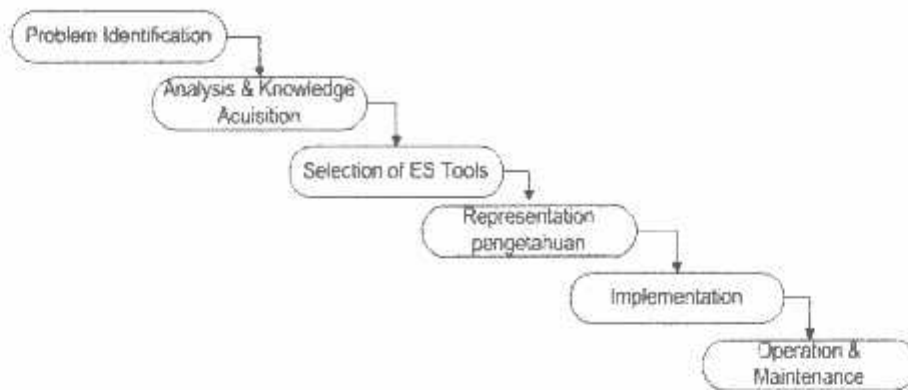 Problem Identification
Analysis & Knowledge
Acuisition
Selection of ES Tools
Representation
pengetahuan
Implementation
Operation &
Maintenance